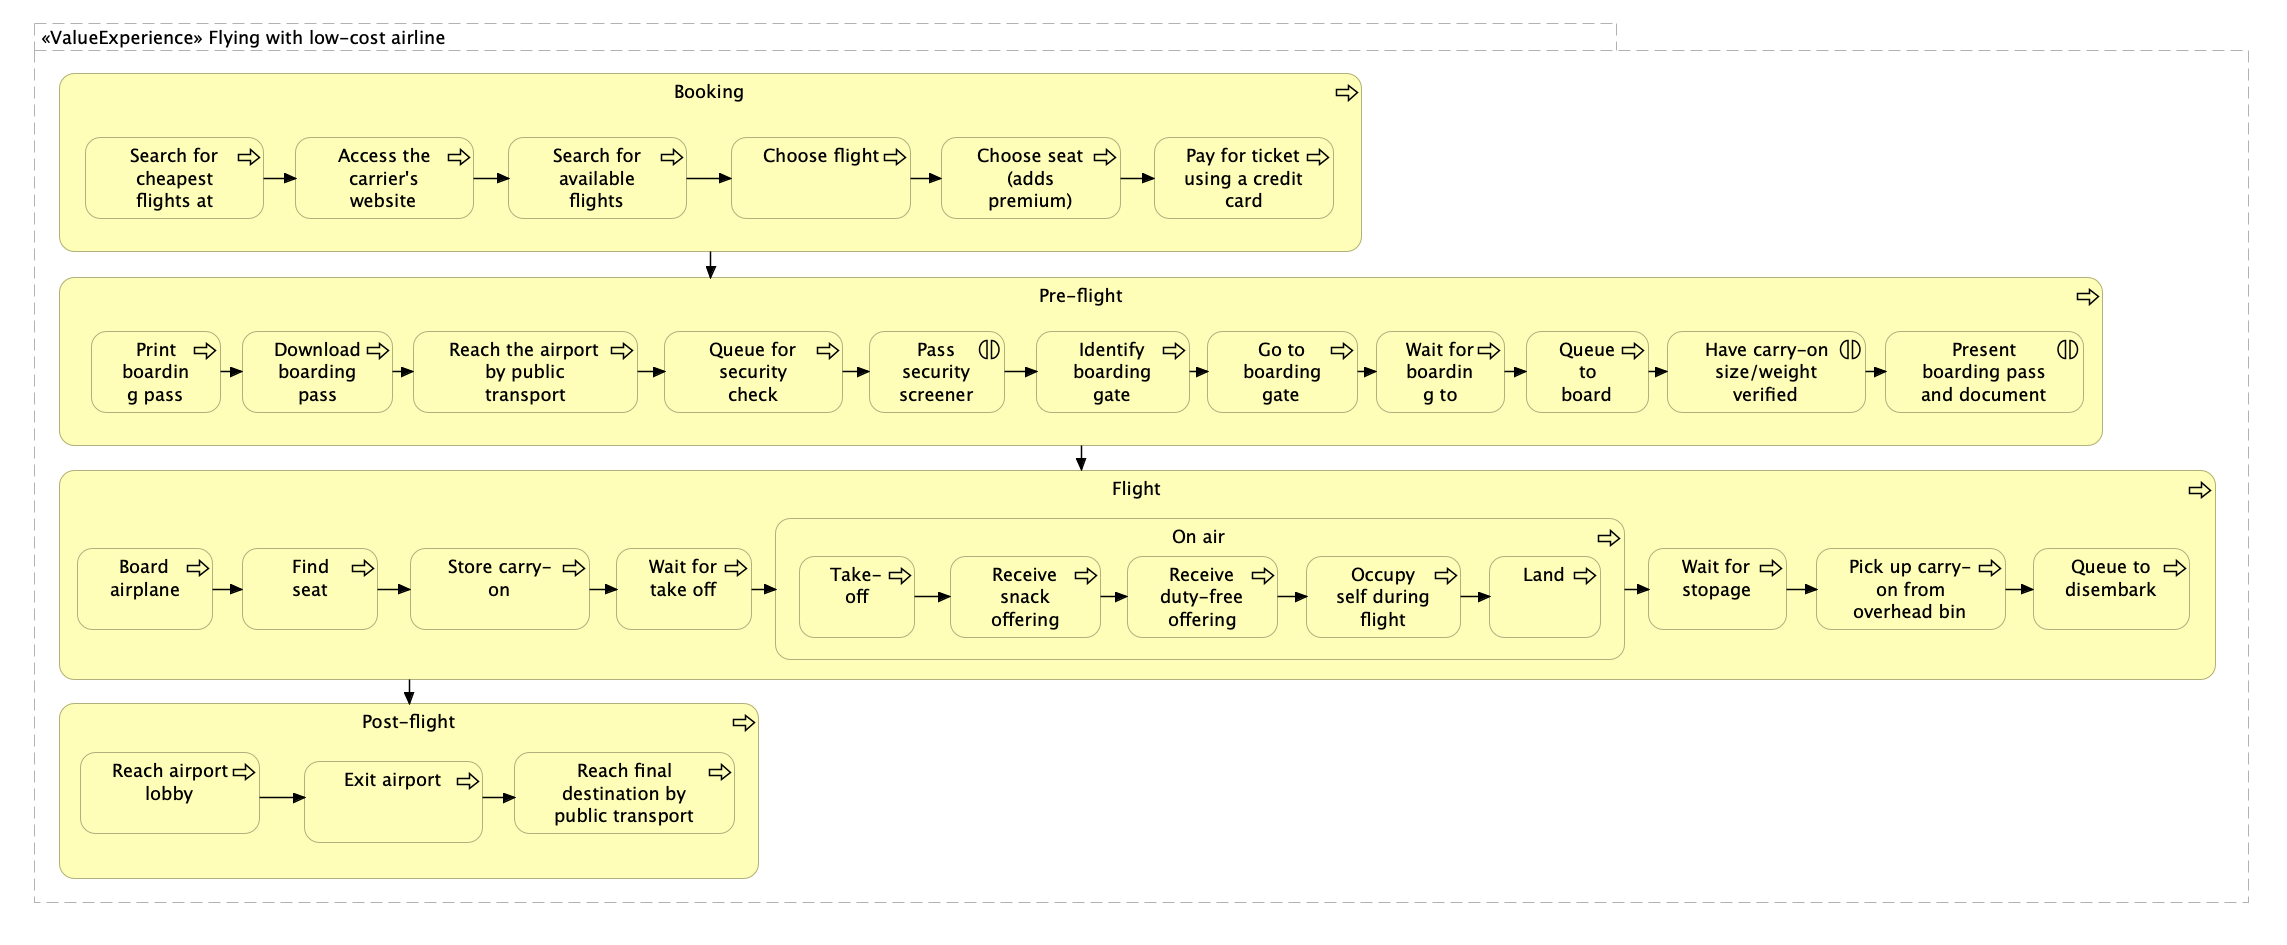 «ValueExperience» Flying with low-cost airline
Booking
Search for
cheapest
flights at
Access the
carrier's
website
Search for
available
flights
Choose flight
Choose seat
(adds
premium)
Pay for ticket
using a credit
card
Pre-flight
Print
boardin
g pass
Download
boarding
pass
Reach the airport
by public
transport
Queue for
security
check
Pass
security
screener
Identify
boarding
gate
Go to
boarding
gate
Wait for
boardin
g to
Queue
to
board
Have carry-on
size/weight
verified
Present
boarding pass
and document
Flight
Board
airplane
Find
seat
Store carry-
on
Wait for
take off
On air
Take-
off
Receive
snack
offering
Receive
duty-free
offering
Occupy
self during
flight
Land
Wait for
stopage
Pick up carry-
on from
overhead bin
Queue to
disembark
Post-flight
Reach airport
lobby
Exit airport
Reach final
destination by
public transport